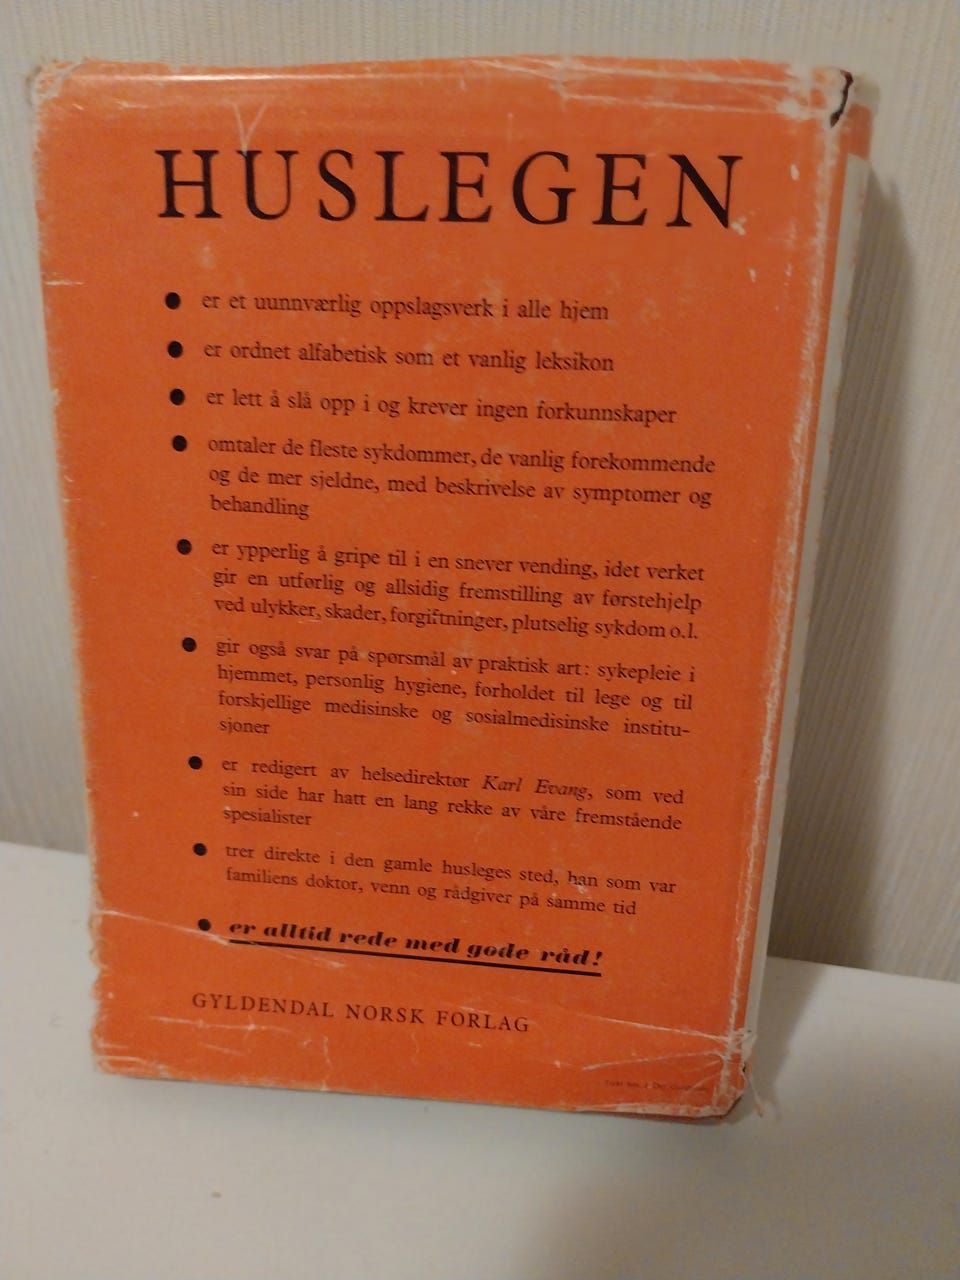 HUSLEGEN
● er et uunnværlig oppslagsverk i alle hjem
● er ordnet alfabetisk som et vanlig leksikon
● er lett å slå opp i og krever ingen forkunnskaper
● omtaler de fleste sykdommer, de vanlig forekommende
og de mer sjeldne, med beskrivelse av symptomer og
behandling
● er ypperlig å gripe til i en snever vending, idet verket
gir en utførlig og allsidig fremstilling av førstehjelp
ved ulykker, skader, forgiftninger, plutselig sykdom o.l.
● gir også svar på spørsmål av praktisk art: sykepleie i
hjemmet, personlig hygiene, forholdet til lege og til
forskjellige medisinske og sosialmedisinske institu-
sjoner
● er redigert av helsedirektør Karl Evang, som ved
sin side har hatt en lang rekke av våre fremstående
spesialister
● trer direkte i den gamle husleges sted, han som var
familiens doktor, venn og rådgiver på samme tid
● er alltid rede med gode råd!
GYLDENDAL NORSK FORLAG